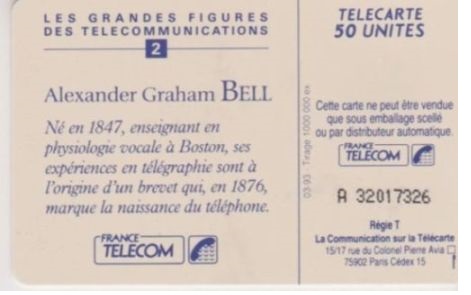 LES GRANDES FIGURES
DES TELECOMMUNICATIONS
2
Alexander Graham BELL
Né en 1847, enseignant en
physiologie vocale à Boston, ses
expériences en télégraphie sont à
l'origine d'un brevet qui, en 1876,
marque la naissance du téléphone.
FRANCE
TELECOM
03-93 - Tirage 1000 000 ex.
TELECARTE
50 UNITES
Cette carte ne peut être vendue
que sous emballage scellé
ou par distributeur automatique.
FRANCE
TELECOM
A 32017326
Régie T
La Communication sur la Télécarte
15/17 rue du Colonel Pierre Avia
75902 Paris Cédex 15